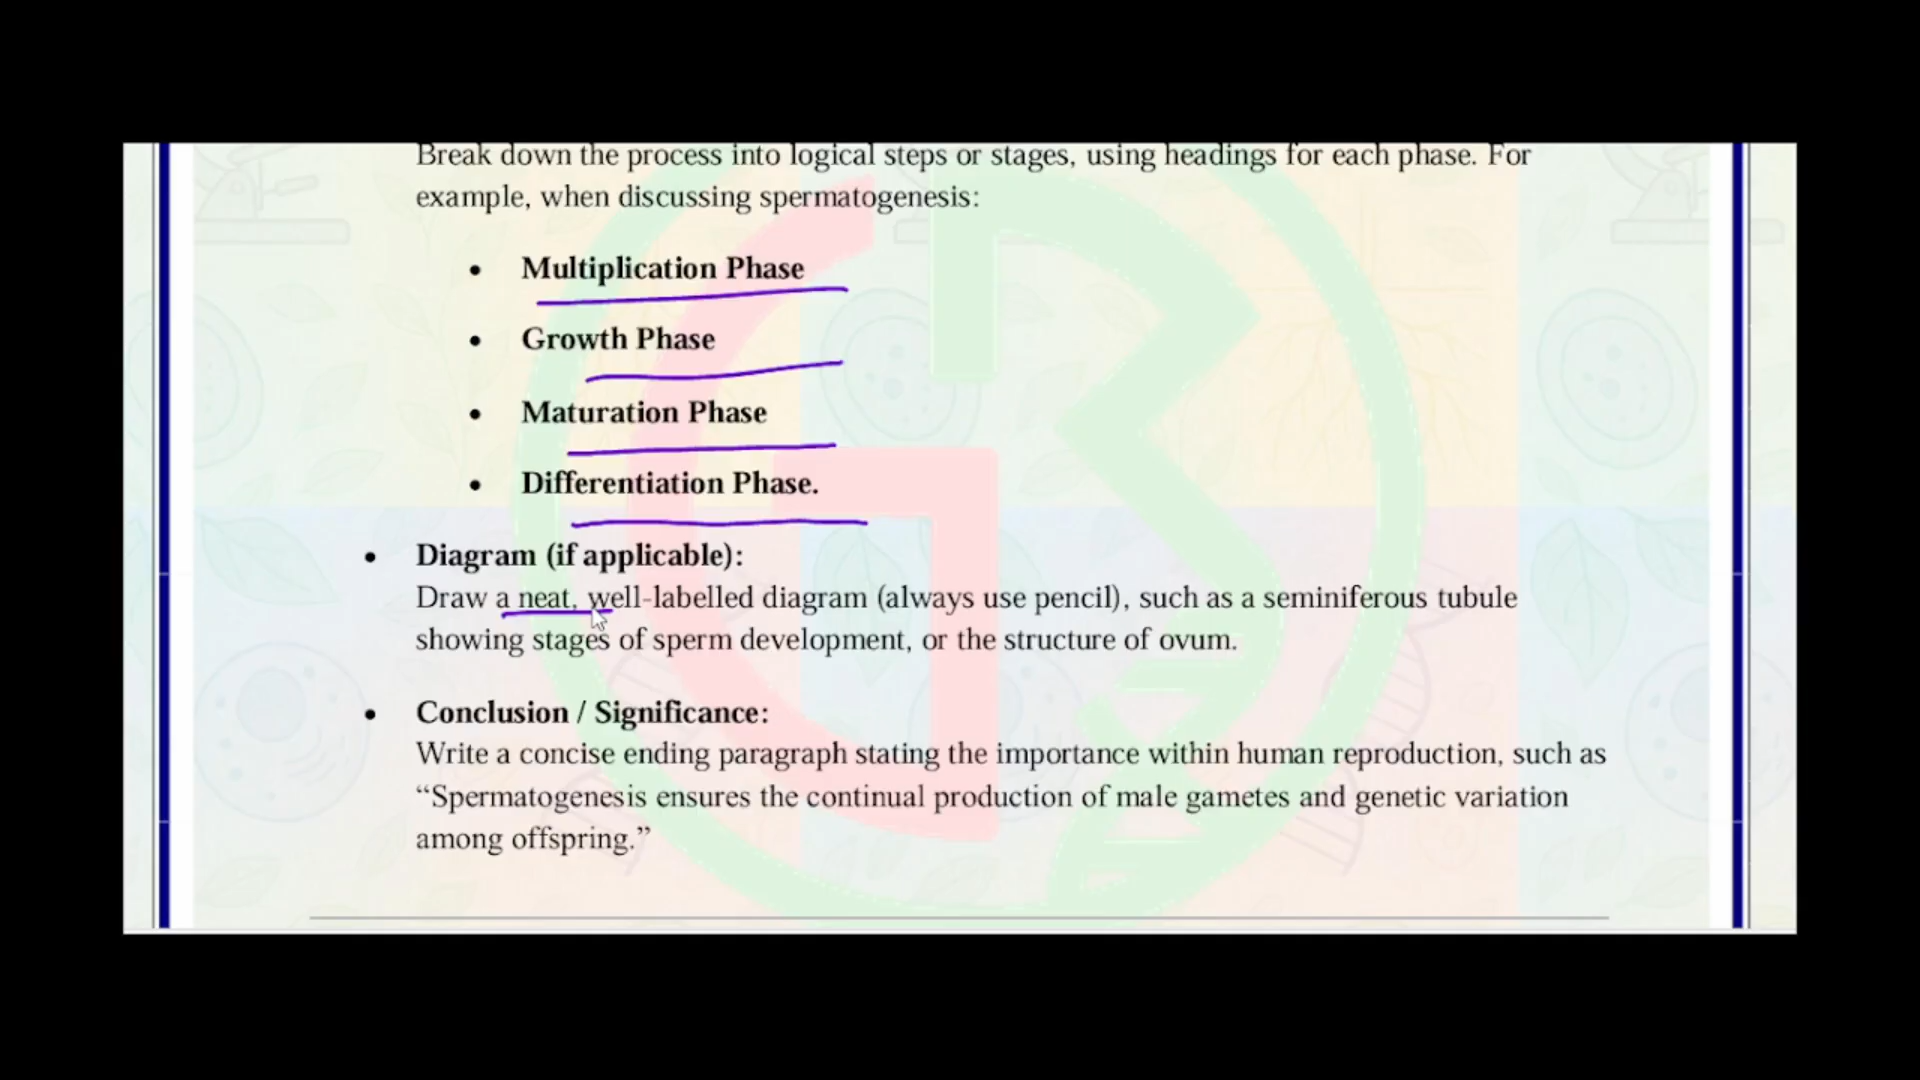 Break down the process into logical steps or stages, using headings for each phase. For
example, when discussing spermatogenesis:
• Multiplication Phase
• Growth Phase
• Maturation Phase
• Differentiation Phase.
• Diagram (if applicable):
Draw a neat, well-labelled diagram (always use pencil), such as a seminiferous tubule
showing stages of sperm development, or the structure of ovum.
• Conclusion / Significance:
Write a concise ending paragraph stating the importance within human reproduction, such as
“Spermatogenesis ensures the continual production of male gametes and genetic variation
among offspring.”